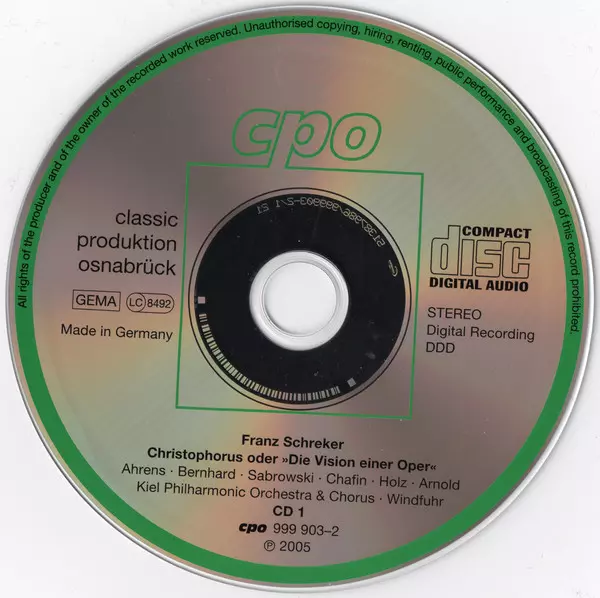 All rights of the producer and of the owner of the recorded work reserved. Unauthorised copying, hiring, renting, public performance and broadcasting of this record prohibited.
cpo
classic
produktion
osnabrück
GEMA LC 8492
Made in Germany
COMPACT
disc
DIGITAL AUDIO
STEREO
Digital Recording
DDD
Franz Schreker
Christophorus oder »Die Vision einer Oper«
Ahrens · Bernhard · Sabrowski · Chafin · Holz · Arnold
Kiel Philharmonic Orchestra & Chorus · Windfuhr
CD 1
cpo 999 903–2
℗ 2005